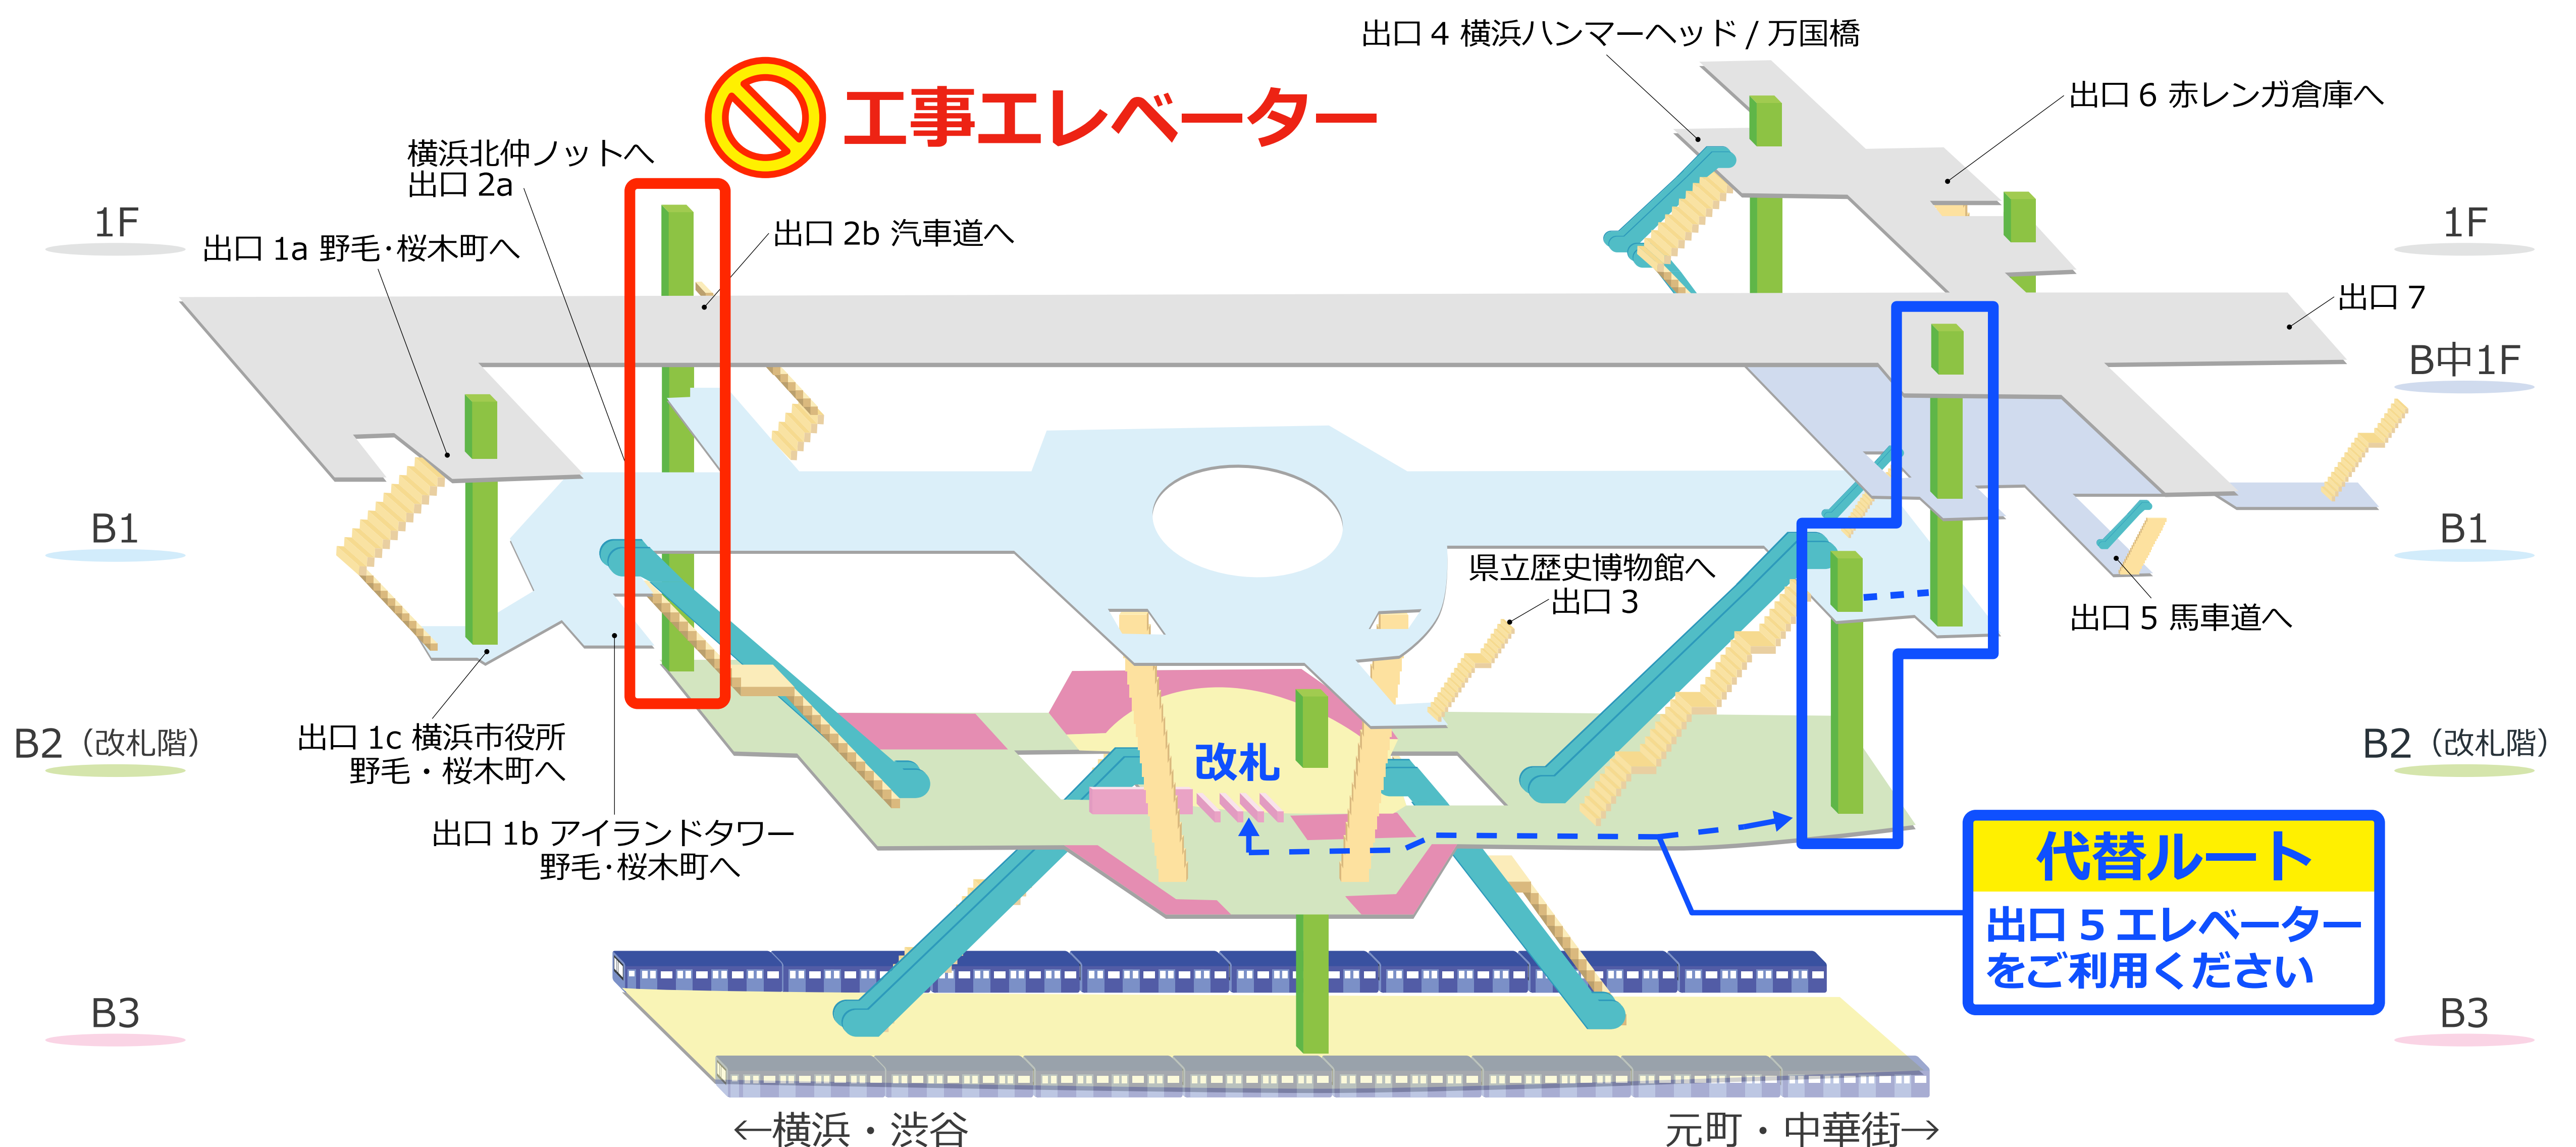 出口 4 横浜ハンマーヘッド / 万国橋
出口 6 赤レンガ倉庫へ
工事エレベーター
横浜北仲ノットへ
出口 2a
1F
出口 1a 野毛・桜木町へ
出口 2b 汽車道へ
1F
出口 7
B中1F
B1
B1
県立歴史博物館へ
出口 3
出口 5 馬車道へ
B2（改札階）
出口 1c 横浜市役所
野毛・桜木町へ
改札
B2（改札階）
出口 1b アイランドタワー
野毛・桜木町へ
代替ルート
出口 5 エレベーター
をご利用ください
B3
B3
←横浜・渋谷
元町・中華街→